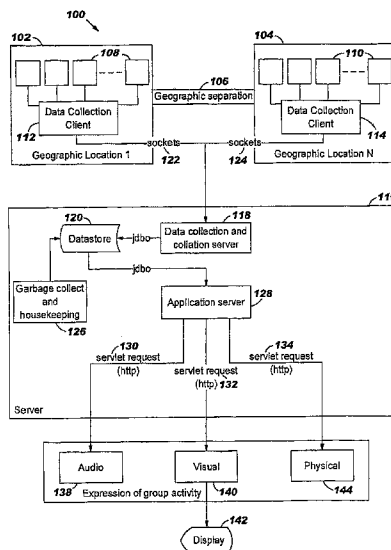 100
102
108
Data Collection
Client
112
Geographic Location 1
106
Geographic separation
104
110
Data Collection
Client
114
Geographic Location N
sockets
122
sockets
124
120
Datastore
jdbo
118
Data collection and
collation server
jdbo
Garbage collect
and
housekeeping
126
Application server
128
130
servlet request
(http)
servlet request
(http) 132
134
servlet request
(http)
Server
Audio
138
Visual
140
Physical
144
Expression of group activity
142
Display